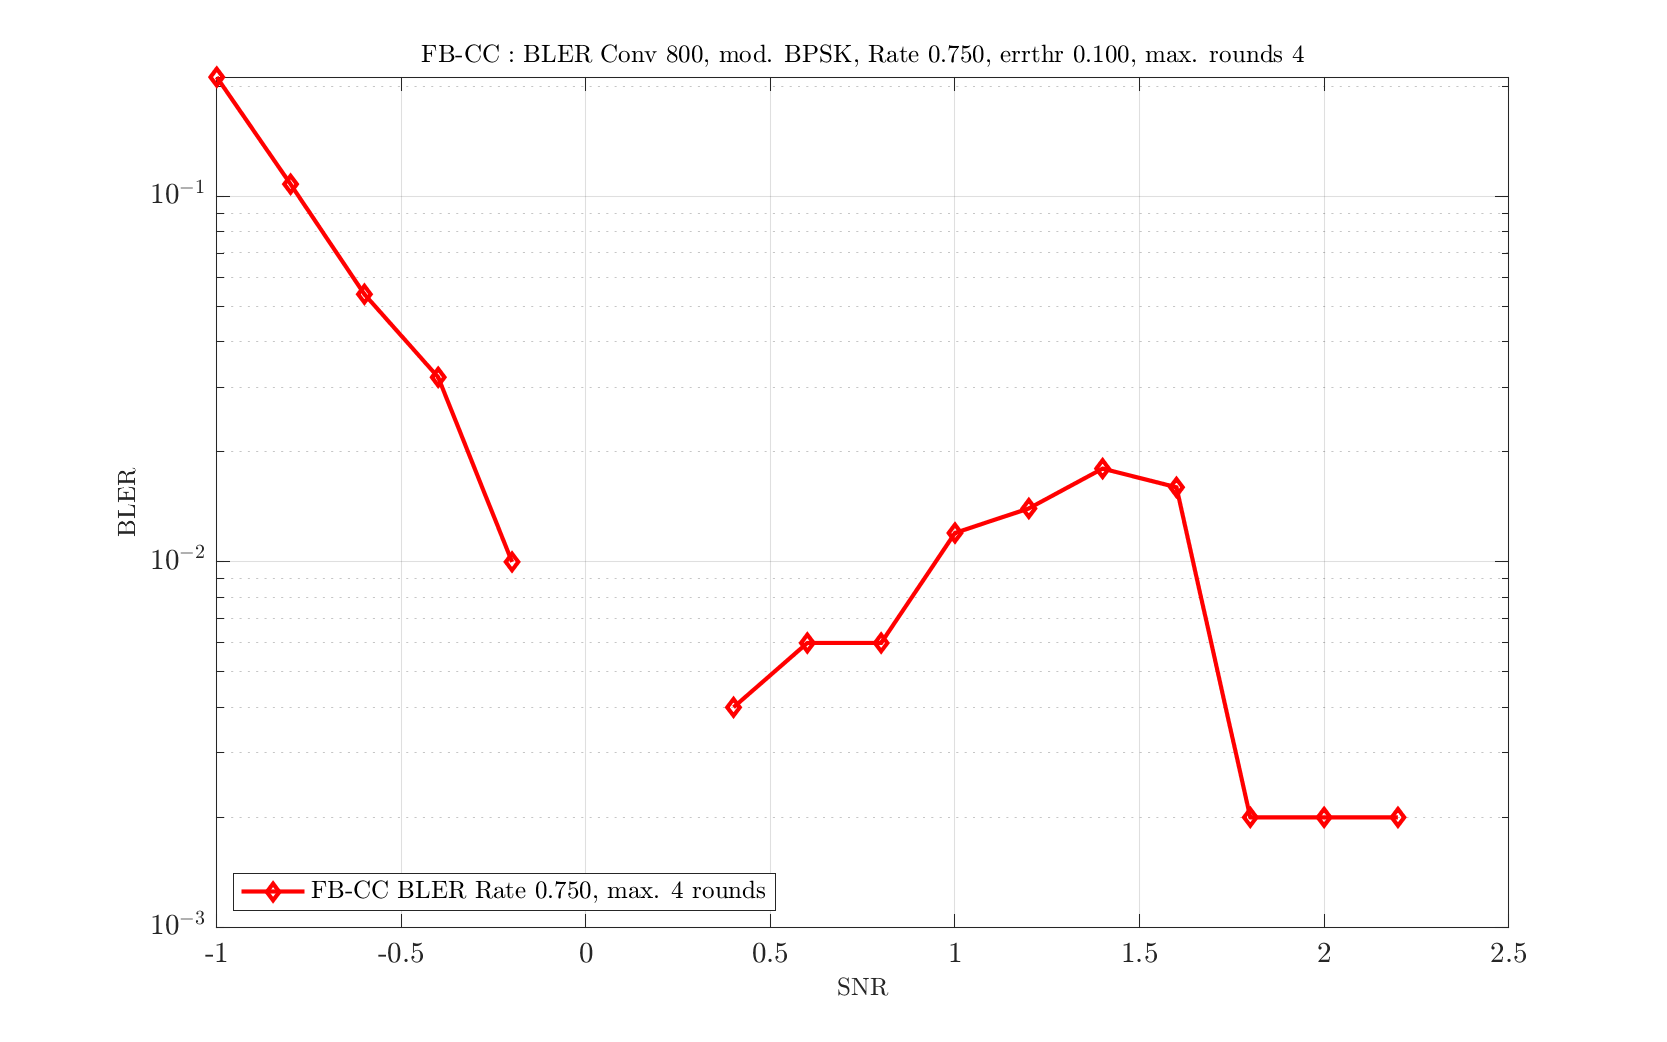 FB-CC : BLER Conv 800, mod. BPSK, Rate 0.750, errthr 0.100, max. rounds 4
10⁻¹
BLER
10⁻²
10⁻³
FB-CC BLER Rate 0.750, max. 4 rounds
-1 -0.5 0 0.5 1 1.5 2 2.5
SNR